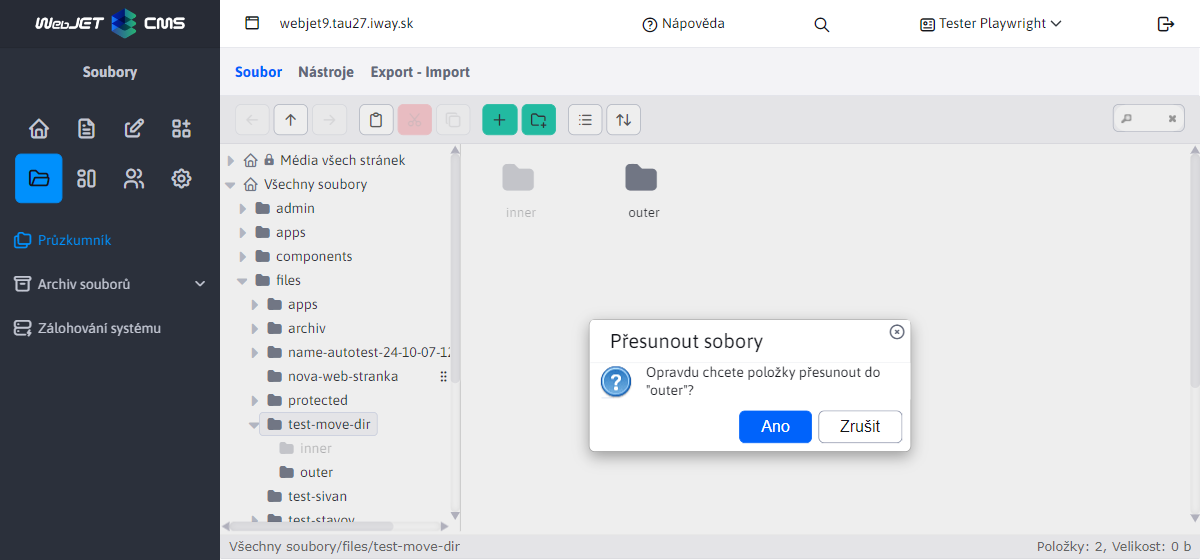 WebJET CMS
webjet9.tau27.iway.sk
Nápověda
Tester Playwright
Soubory
Soubor Nástroje Export - Import
Průzkumník
Archiv souborů
Zálohování systému
Média všech stránek
Všechny soubory
admin
apps
components
files
apps
archiv
name-autotest-24-10-07-12
nova-web-stranka
protected
test-move-dir
inner
outer
test-sivan
test-stavov
inner outer
Přesunout sobory
Opravdu chcete položky přesunout do
"outer"?
Ano Zrušit
Všechny soubory/files/test-move-dir
Položky: 2, Velikost: 0 b